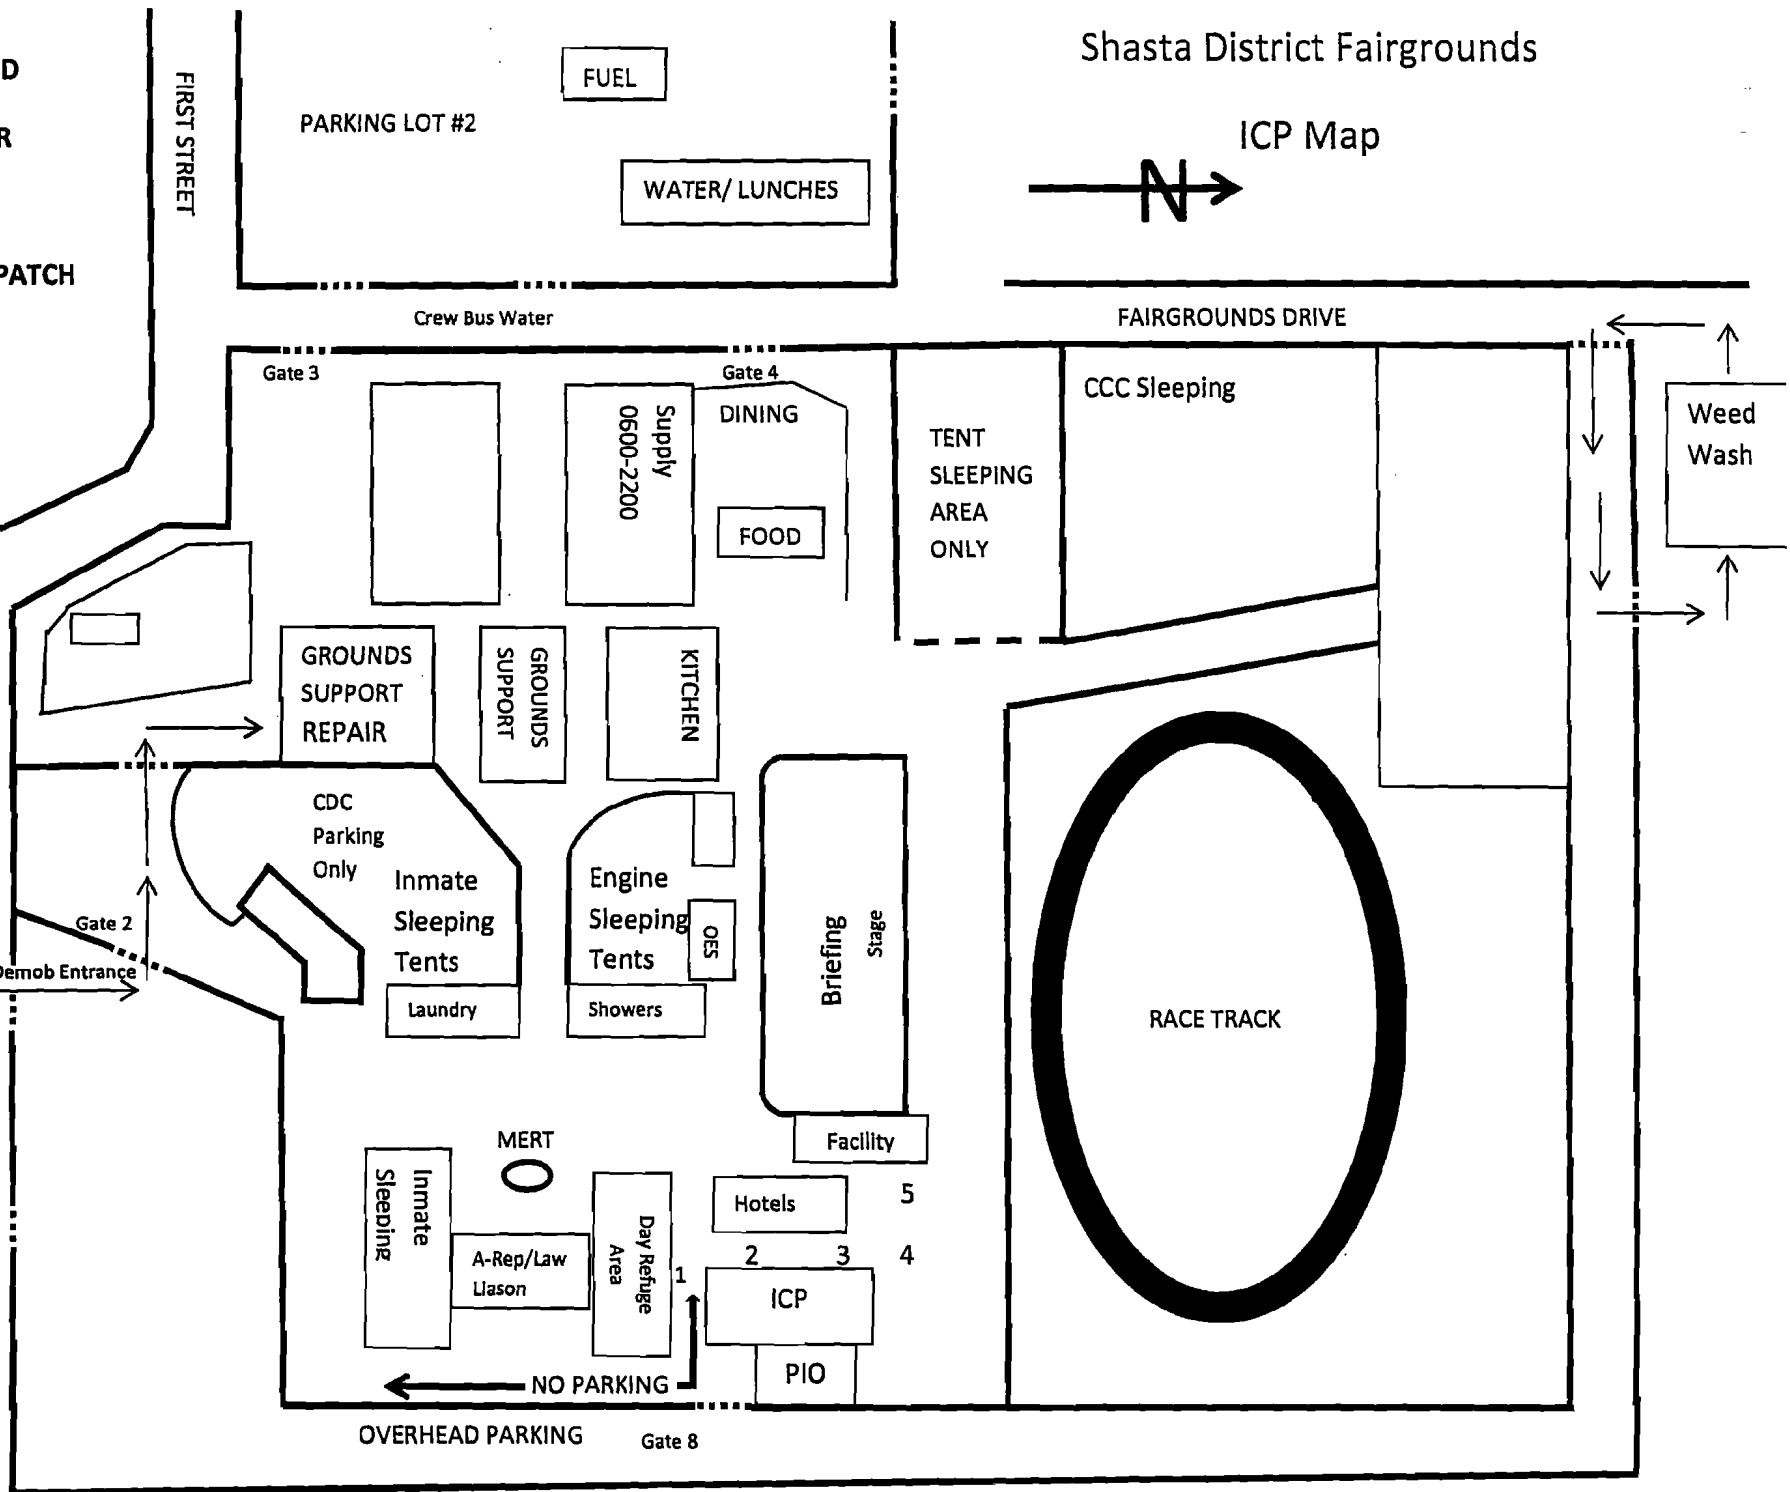 Shasta District Fairgrounds
ICP Map
N
D
R
PATCH
FIRST STREET
PARKING LOT #2
FUEL
WATER/ LUNCHES
Crew Bus Water
FAIRGROUNDS DRIVE
Gate 3
Gate 4
Supply
0600-2200
DINING
FOOD
TENT
SLEEPING
AREA
ONLY
CCC Sleeping
Weed
Wash
GROUNDS
SUPPORT
REPAIR
GROUNDS
SUPPORT
KITCHEN
CDC
Parking
Only
Inmate
Sleeping
Tents
Engine
Sleeping
Tents
OES
Briefing
Stage
Gate 2
Demob Entrance
Laundry
Showers
RACE TRACK
MERT
Facility
Inmate
Sleeping
A-Rep/Law
Liason
Day Refuge
Area
Hotels
5
1
2
3
4
ICP
PIO
NO PARKING
OVERHEAD PARKING
Gate 8